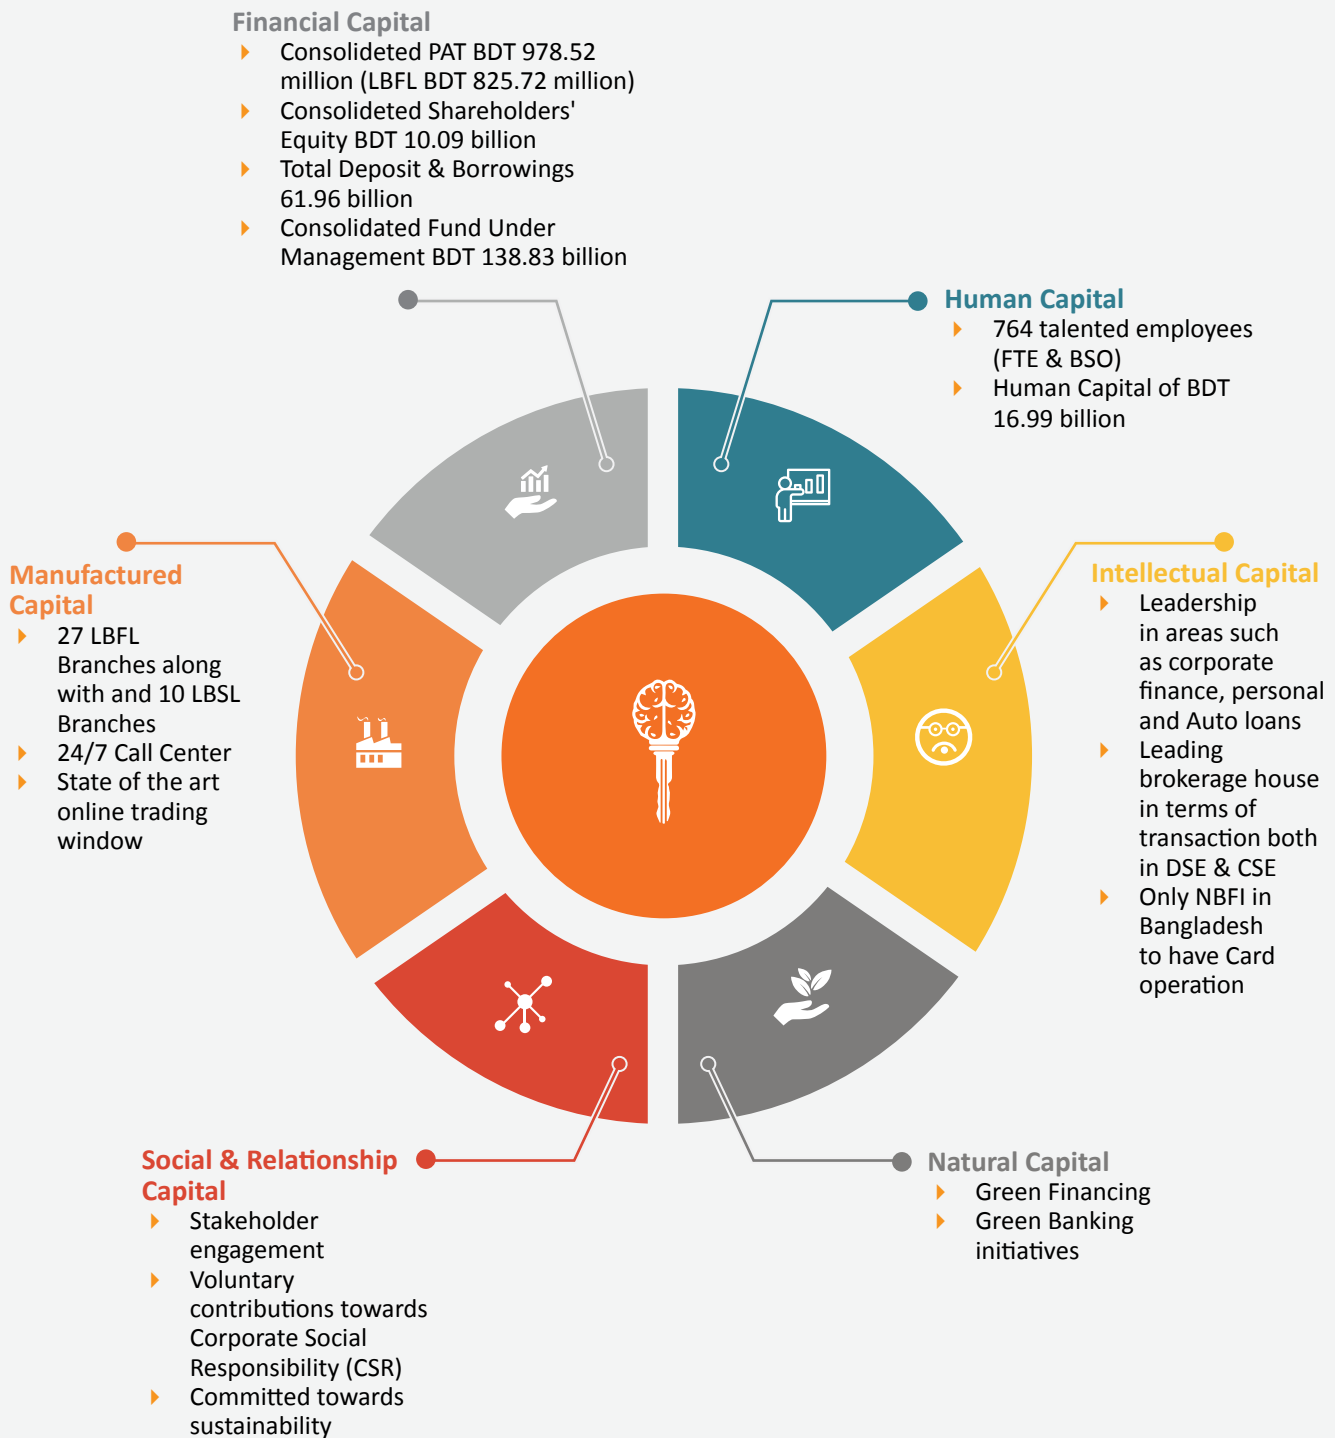 Financial Capital
Consolideted PAT BDT 978.52
million (LBFL BDT 825.72 million)
Consolideted Shareholders'
Equity BDT 10.09 billion
Total Deposit & Borrowings
61.96 billion
Consolidated Fund Under
Management BDT 138.83 billion
Human Capital
764 talented employees
(FTE & BSO)
Human Capital of BDT
16.99 billion
Manufactured
Capital
27 LBFL
Branches along
with and 10 LBSL
Branches
24/7 Call Center
State of the art
online trading
window
Intellectual Capital
Leadership
in areas such
as corporate
finance, personal
and Auto loans
Leading
brokerage house
in terms of
transaction both
in DSE & CSE
Only NBFI in
Bangladesh
to have Card
operation
Social & Relationship
Capital
Stakeholder
engagement
Voluntary
contributions towards
Corporate Social
Responsibility (CSR)
Committed towards
sustainability
Natural Capital
Green Financing
Green Banking
initiatives